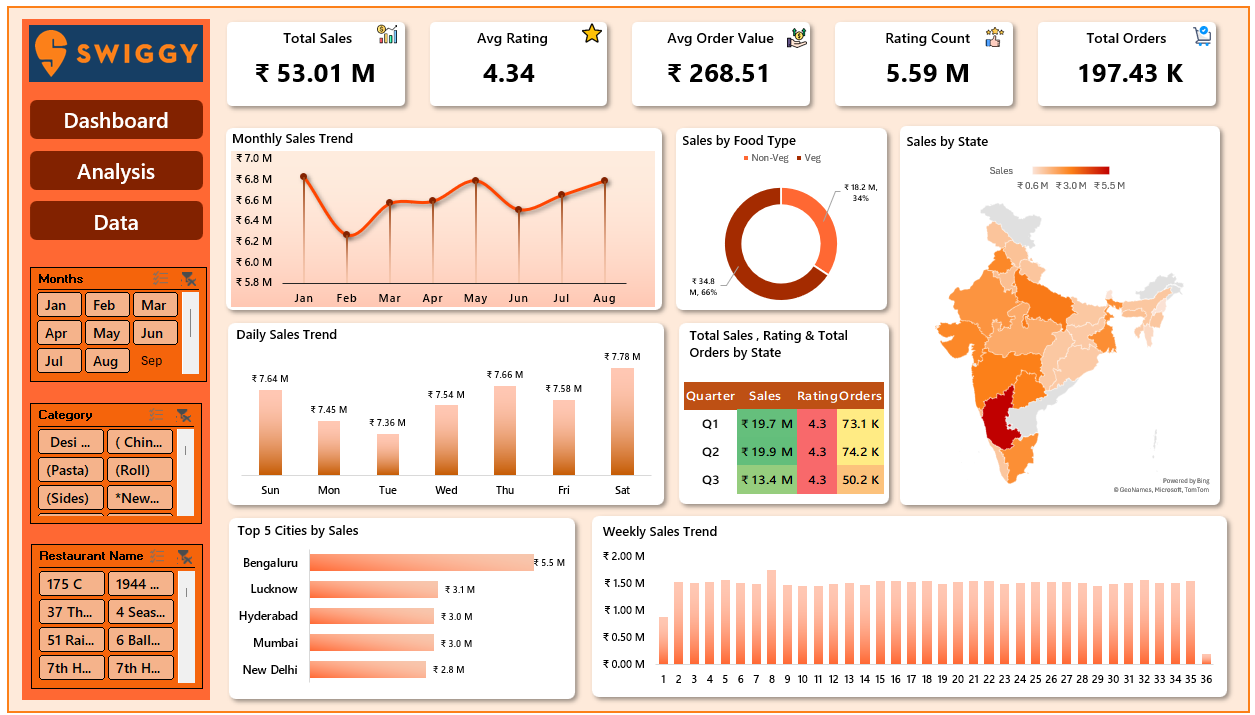 SWIGGY
Dashboard
Analysis
Data
Months
Jan Feb Mar
Apr May Jun
Jul Aug Sep
Category
Desi ... ( Chin...
(Pasta) (Roll)
(Sides) *New...
Restaurant Name
175 C 1944 ...
37 Th... 4 Seas...
51 Rai... 6 Ball...
7th H... 7th H...
Total Sales
₹ 53.01 M
Avg Rating
4.34
Avg Order Value
₹ 268.51
Rating Count
5.59 M
Total Orders
197.43 K
Monthly Sales Trend
₹ 7.0 M
₹ 6.8 M
₹ 6.6 M
₹ 6.4 M
₹ 6.2 M
₹ 6.0 M
₹ 5.8 M
Jan Feb Mar Apr May Jun Jul Aug
Sales by Food Type
Non-Veg Veg
₹ 18.2 M,
34%
₹ 34.8
M, 66%
Sales by State
Sales
₹ 0.6 M ₹ 3.0 M ₹ 5.5 M
Powered by Bing
© GeoNames, Microsoft, TomTom
Daily Sales Trend
₹ 7.64 M ₹ 7.45 M ₹ 7.36 M ₹ 7.54 M ₹ 7.66 M ₹ 7.58 M ₹ 7.78 M
Sun Mon Tue Wed Thu Fri Sat
Total Sales , Rating & Total
Orders by State
Quarter Sales Rating Orders
Q1 ₹ 19.7 M 4.3 73.1 K
Q2 ₹ 19.9 M 4.3 74.2 K
Q3 ₹ 13.4 M 4.3 50.2 K
Top 5 Cities by Sales
Bengaluru ₹ 5.5 M
Lucknow ₹ 3.1 M
Hyderabad ₹ 3.0 M
Mumbai ₹ 3.0 M
New Delhi ₹ 2.8 M
Weekly Sales Trend
₹ 2.00 M
₹ 1.50 M
₹ 1.00 M
₹ 0.50 M
₹ 0.00 M
1 2 3 4 5 6 7 8 9 10 11 12 13 14 15 16 17 18 19 20 21 22 23 24 25 26 27 28 29 30 31 32 33 34 35 36